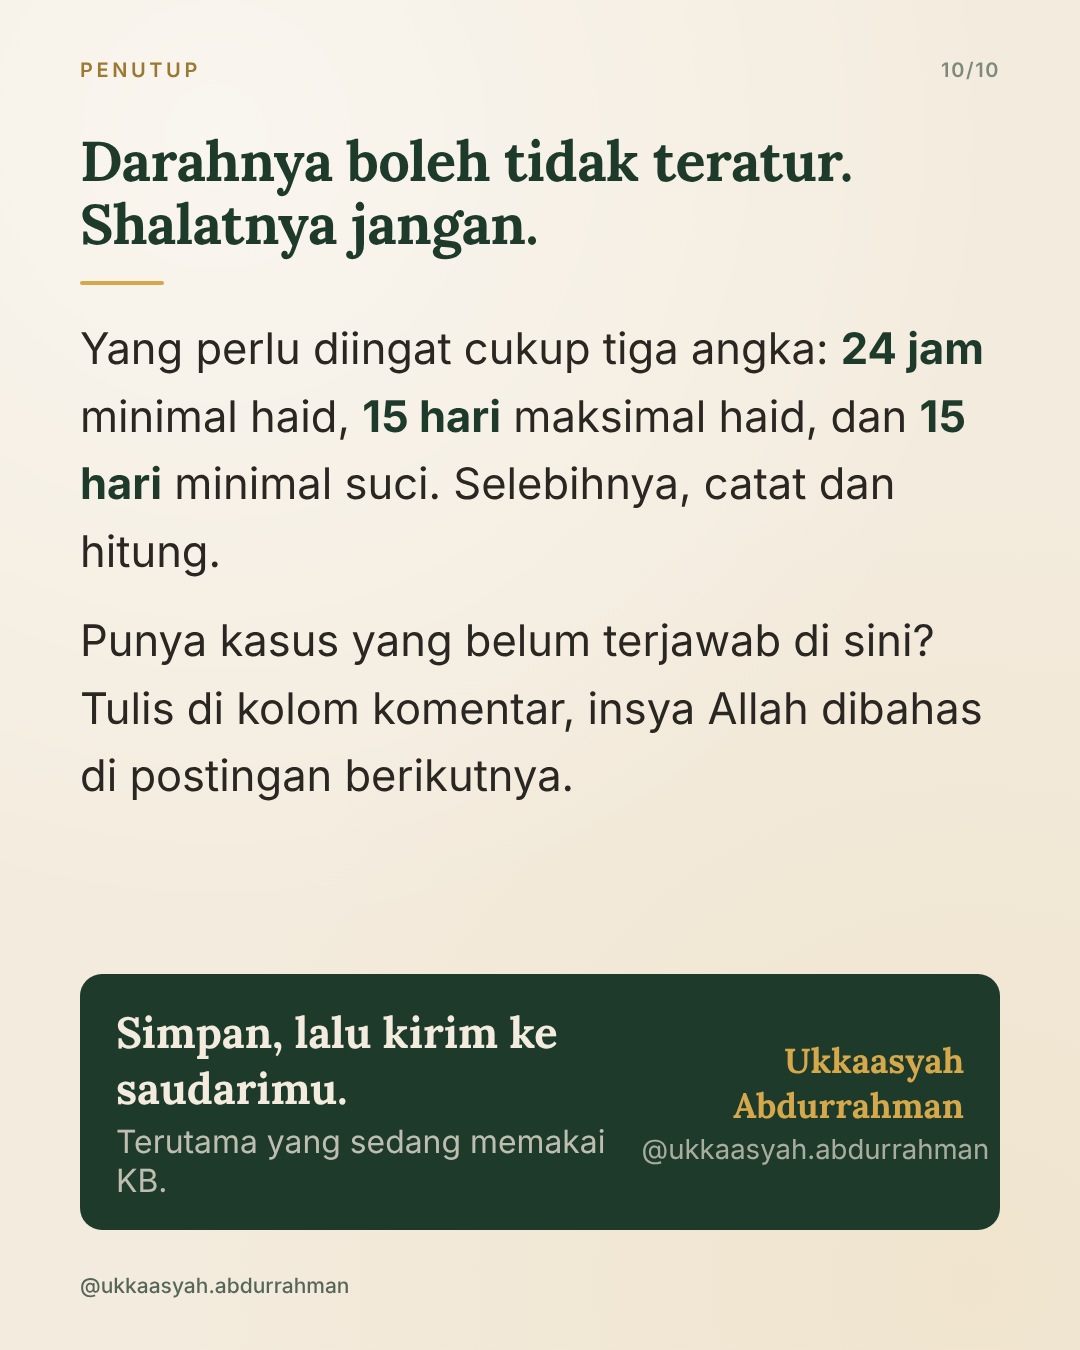 PENUTUP
10/10
Darahnya boleh tidak teratur.
Shalatnya jangan.
Yang perlu diingat cukup tiga angka: 24 jam
minimal haid, 15 hari maksimal haid, dan 15
hari minimal suci. Selebihnya, catat dan
hitung.
Punya kasus yang belum terjawab di sini?
Tulis di kolom komentar, insya Allah dibahas
di postingan berikutnya.
Simpan, lalu kirim ke
saudarimu.
Terutama yang sedang memakai
KB.
Ukkaasyah
Abdurrahman
@ukkaasyah.abdurrahman
@ukkaasyah.abdurrahman